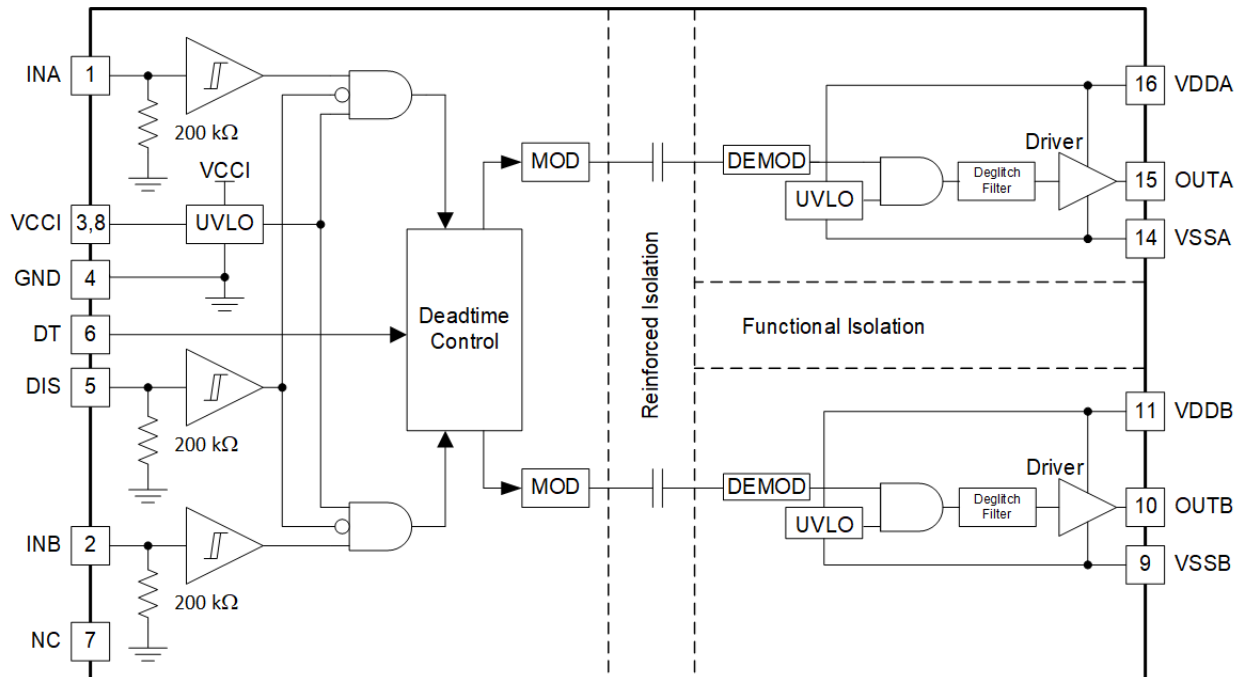 INA
1
200 kΩ
VCCI
VCCI
3,8
UVLO
GND
4
DT
6
DIS
5
200 kΩ
INB
2
200 kΩ
NC
7
Deadtime
Control
MOD
MOD
Reinforced Isolation
Functional Isolation
DEMOD
UVLO
Deglitch
Filter
Driver
16
VDDA
15
OUTA
14
VSSA
DEMOD
UVLO
Deglitch
Filter
Driver
11
VDDB
10
OUTB
9
VSSB